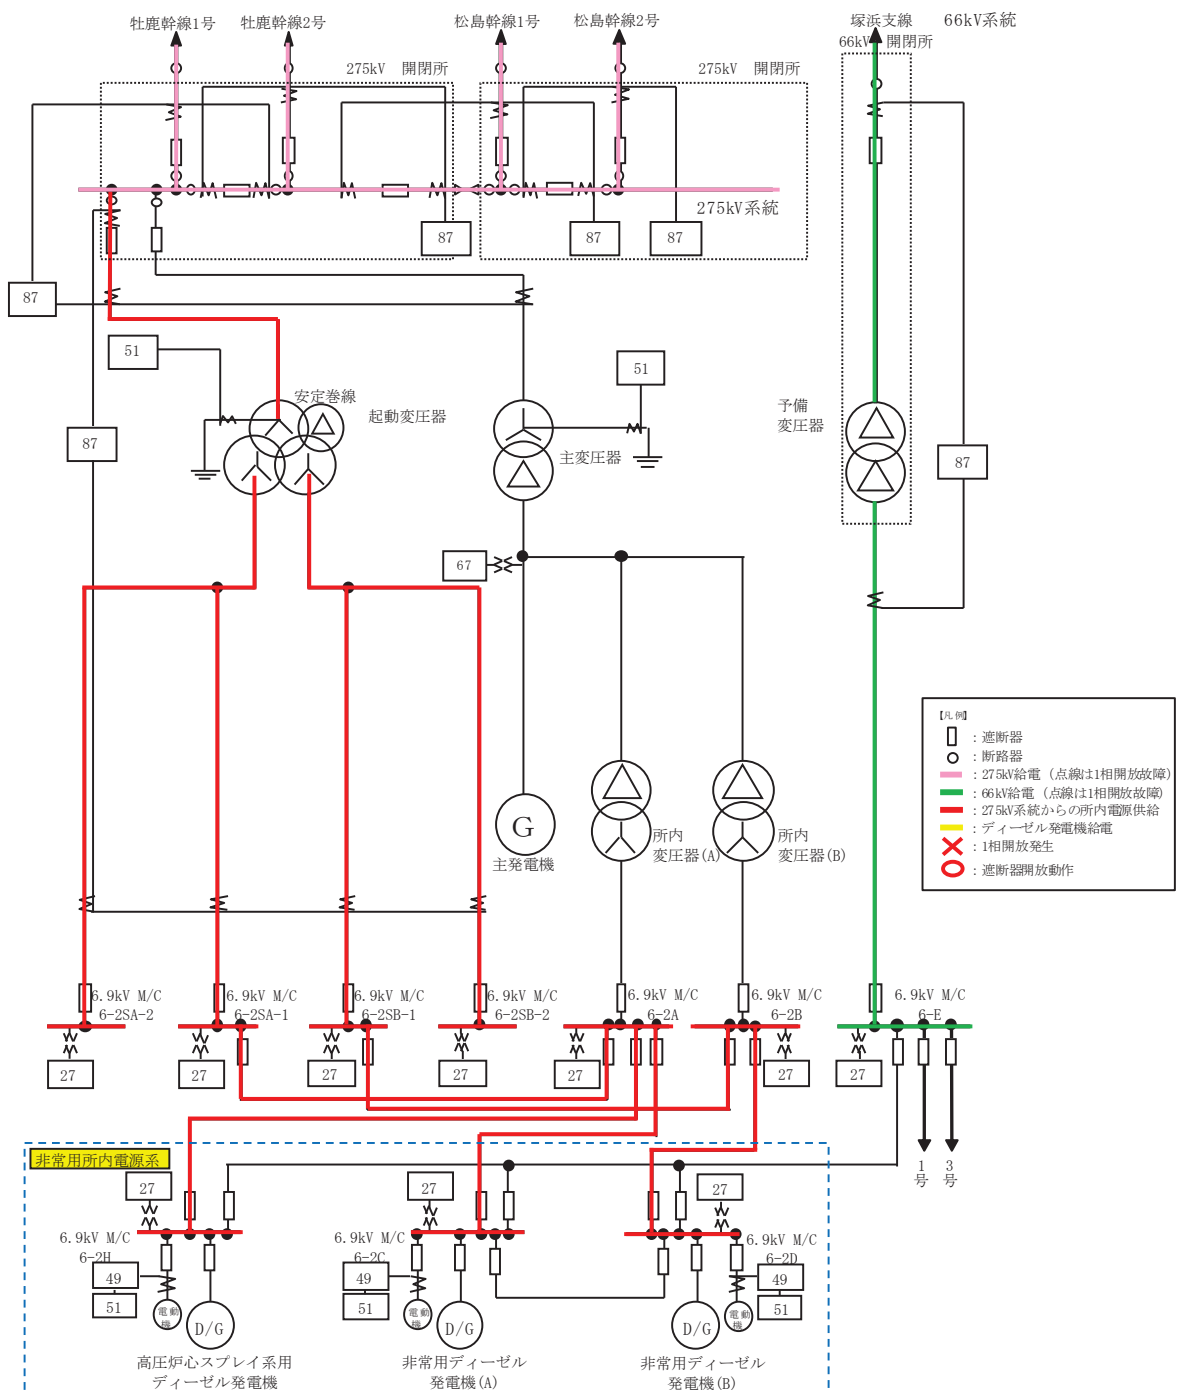 牡鹿幹線1号
牡鹿幹線2号
松島幹線1号
松島幹線2号
塚浜支線
66kV系統
66kV 開閉所
275kV 開閉所
275kV 開閉所
275kV系統
87
87
87
87
51
51
安定巻線
起動変圧器
主変圧器
予備
変圧器
87
87
67
【凡例】
：遮断器
：断路器
：275kV給電（点線は1相開放故障）
：66kV給電（点線は1相開放故障）
：275kV系統からの所内電源供給
：ディーゼル発電機給電
：1相開放発生
：遮断器開放動作
G
主発電機
所内
変圧器(A)
所内
変圧器(B)
6.9kV M/C
6-2SA-2
6.9kV M/C
6-2SA-1
6.9kV M/C
6-2SB-1
6.9kV M/C
6-2SB-2
6.9kV M/C
6-2A
6.9kV M/C
6-2B
6.9kV M/C
6-E
27
27
27
27
27
27
27
1
号
3
号
非常用所内電源系
27
27
27
6.9kV M/C
6-2H
6.9kV M/C
6-2C
6.9kV M/C
6-2D
49
51
49
51
49
51
電動
機
電動
機
電動
機
D/G
D/G
D/G
高圧炉心スプレイ系用
ディーゼル発電機
非常用ディーゼル
発電機(A)
非常用ディーゼル
発電機(B)